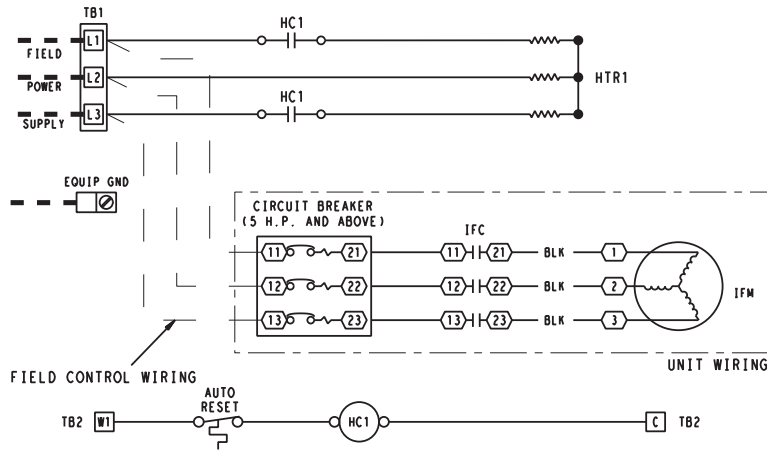 TB1
HC1
L1
FIELD
L2
POWER
HTR1
HC1
L3
SUPPLY
EQUIP GND
CIRCUIT BREAKER
(5 H.P. AND ABOVE)
IFC
11 21 11 21 BLK 1
12 22 12 22 BLK 2
IFM
13 23 13 23 BLK 3
UNIT WIRING
FIELD CONTROL WIRING
AUTO
RESET
TB2 W1 HC1 C TB2